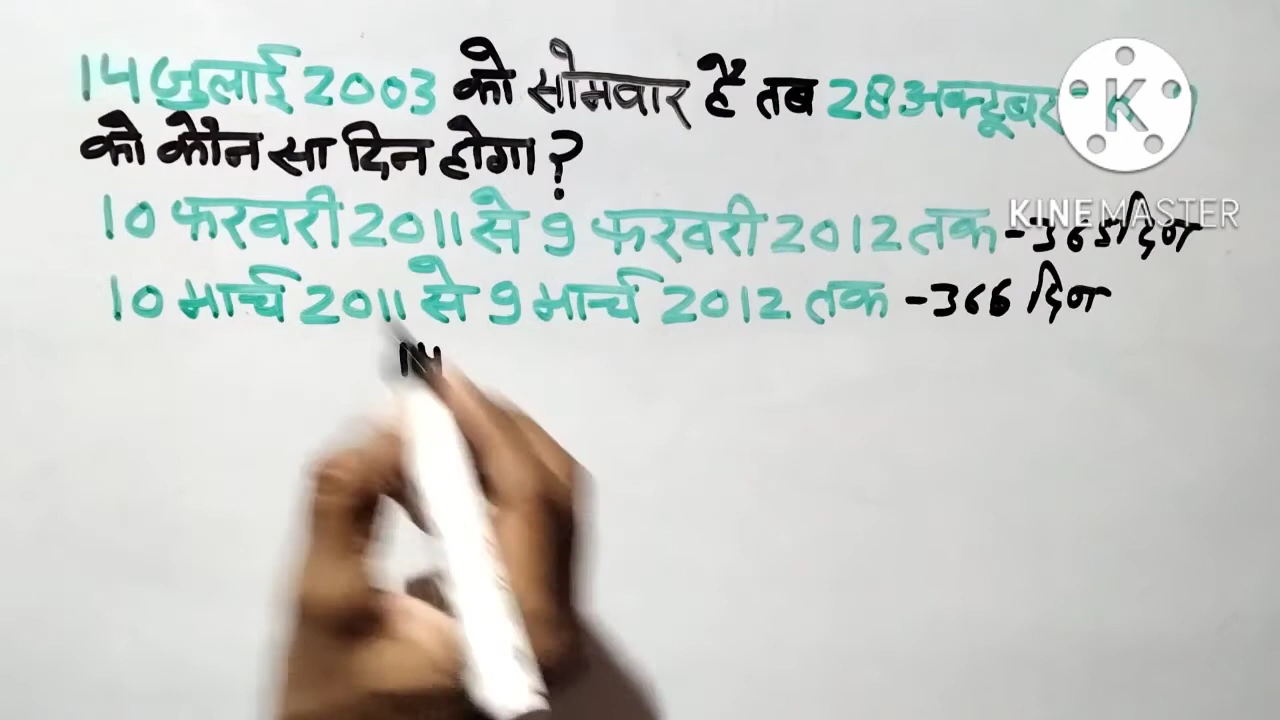 14 जुलाई 2003 को सोमवार हैं तब 28 अक्टूबर
को कौन सा दिन होगा ?
10 फरवरी 2011 से 9 फरवरी 2012 तक - 365 दिन
10 मार्च 2011 से 9 मार्च 2012 तक - 366 दिन
14
K
KINEMASTER